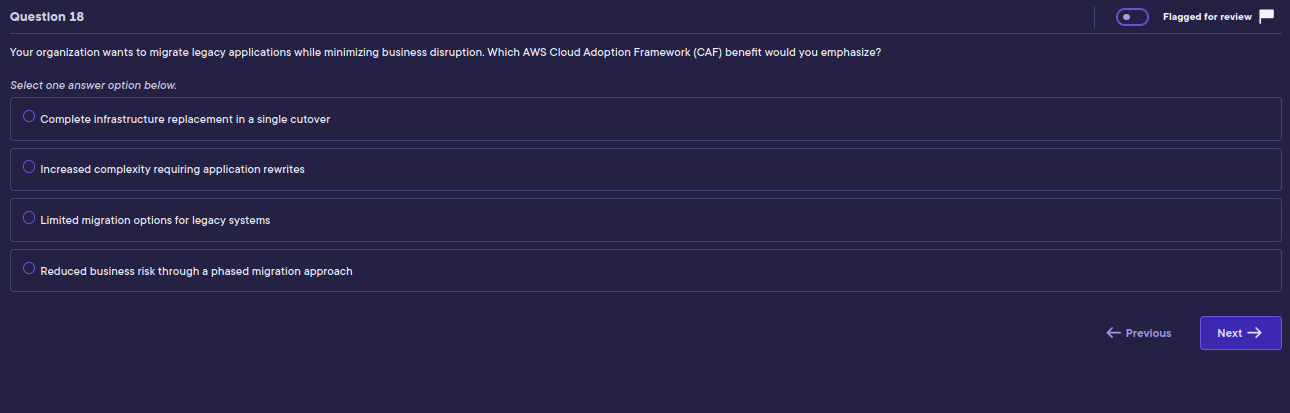 Question 18
Flagged for review
Your organization wants to migrate legacy applications while minimizing business disruption. Which AWS Cloud Adoption Framework (CAF) benefit would you emphasize?
Select one answer option below.
Complete infrastructure replacement in a single cutover
Increased complexity requiring application rewrites
Limited migration options for legacy systems
Reduced business risk through a phased migration approach
Previous
Next